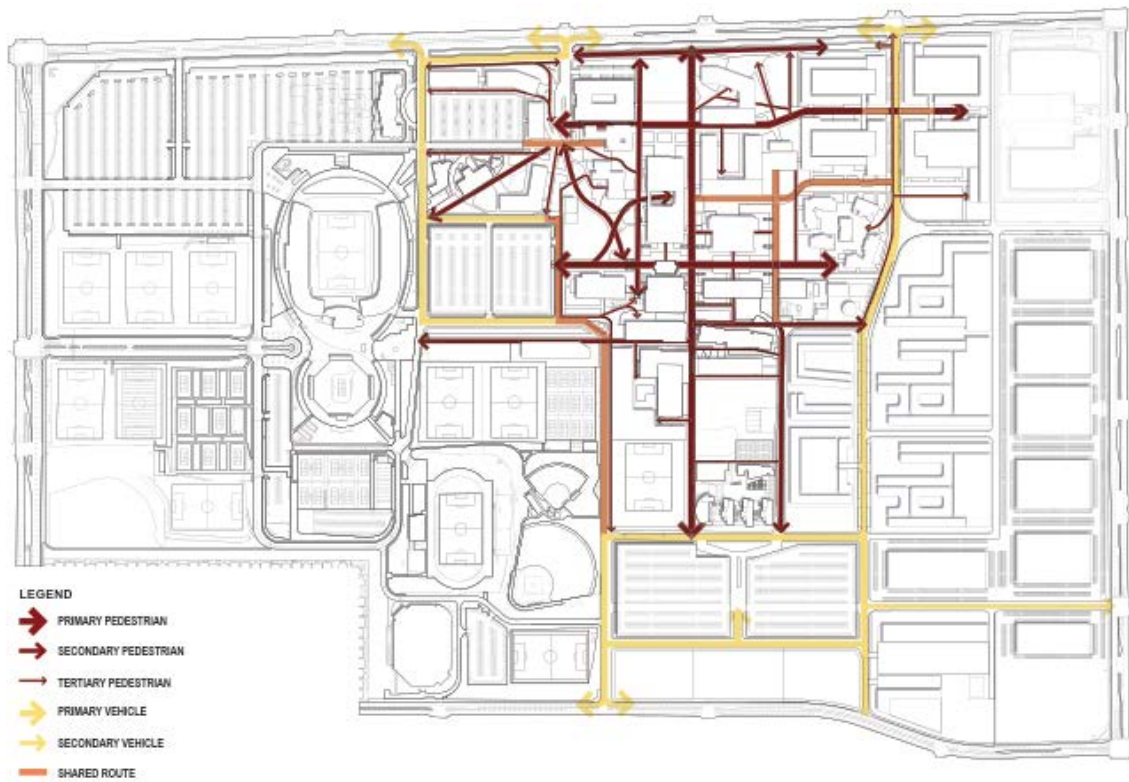 LEGEND
PRIMARY PEDESTRIAN
SECONDARY PEDESTRIAN
TERTIARY PEDESTRIAN
PRIMARY VEHICLE
SECONDARY VEHICLE
SHARED ROUTE